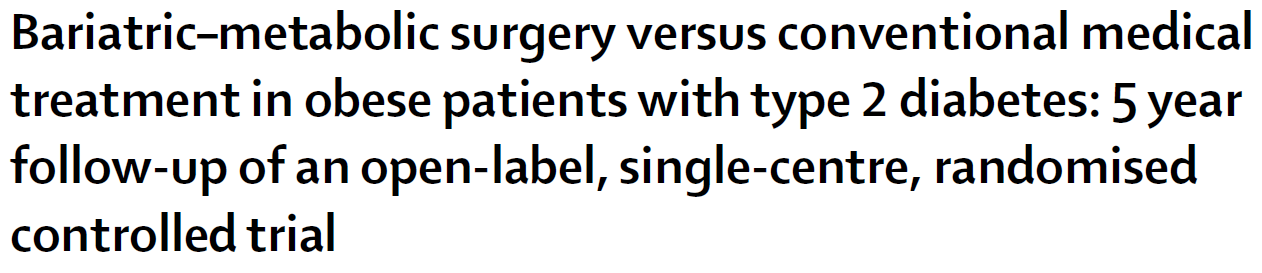 Bariatric–metabolic surgery versus conventional medical
treatment in obese patients with type 2 diabetes: 5 year
follow-up of an open-label, single-centre, randomised
controlled trial